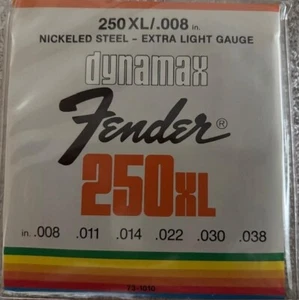 250 XL/.008 in.
NICKELED STEEL - EXTRA LIGHT GAUGE
dynamax
Fender®
250XL
in. .008 .011 .014 .022 .030 .038